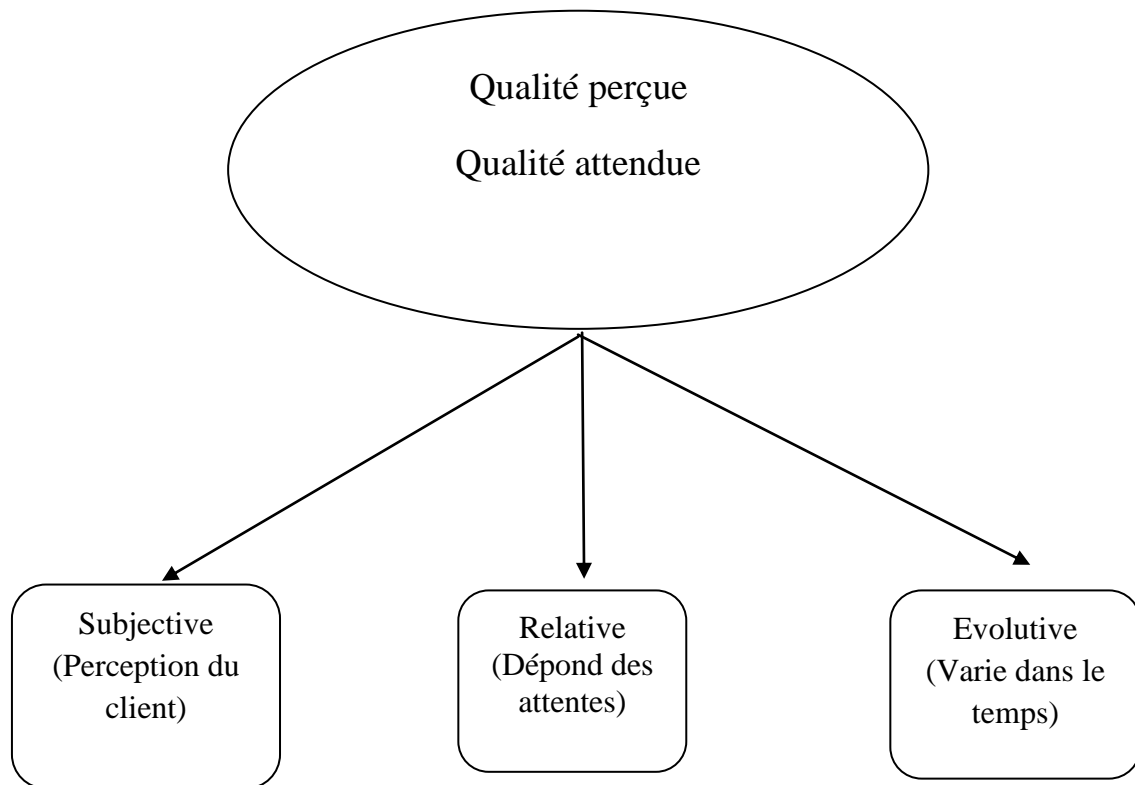 Qualité perçue
Qualité attendue
Subjective
(Perception du
client)
Relative
(Dépond des
attentes)
Evolutive
(Varie dans le
temps)